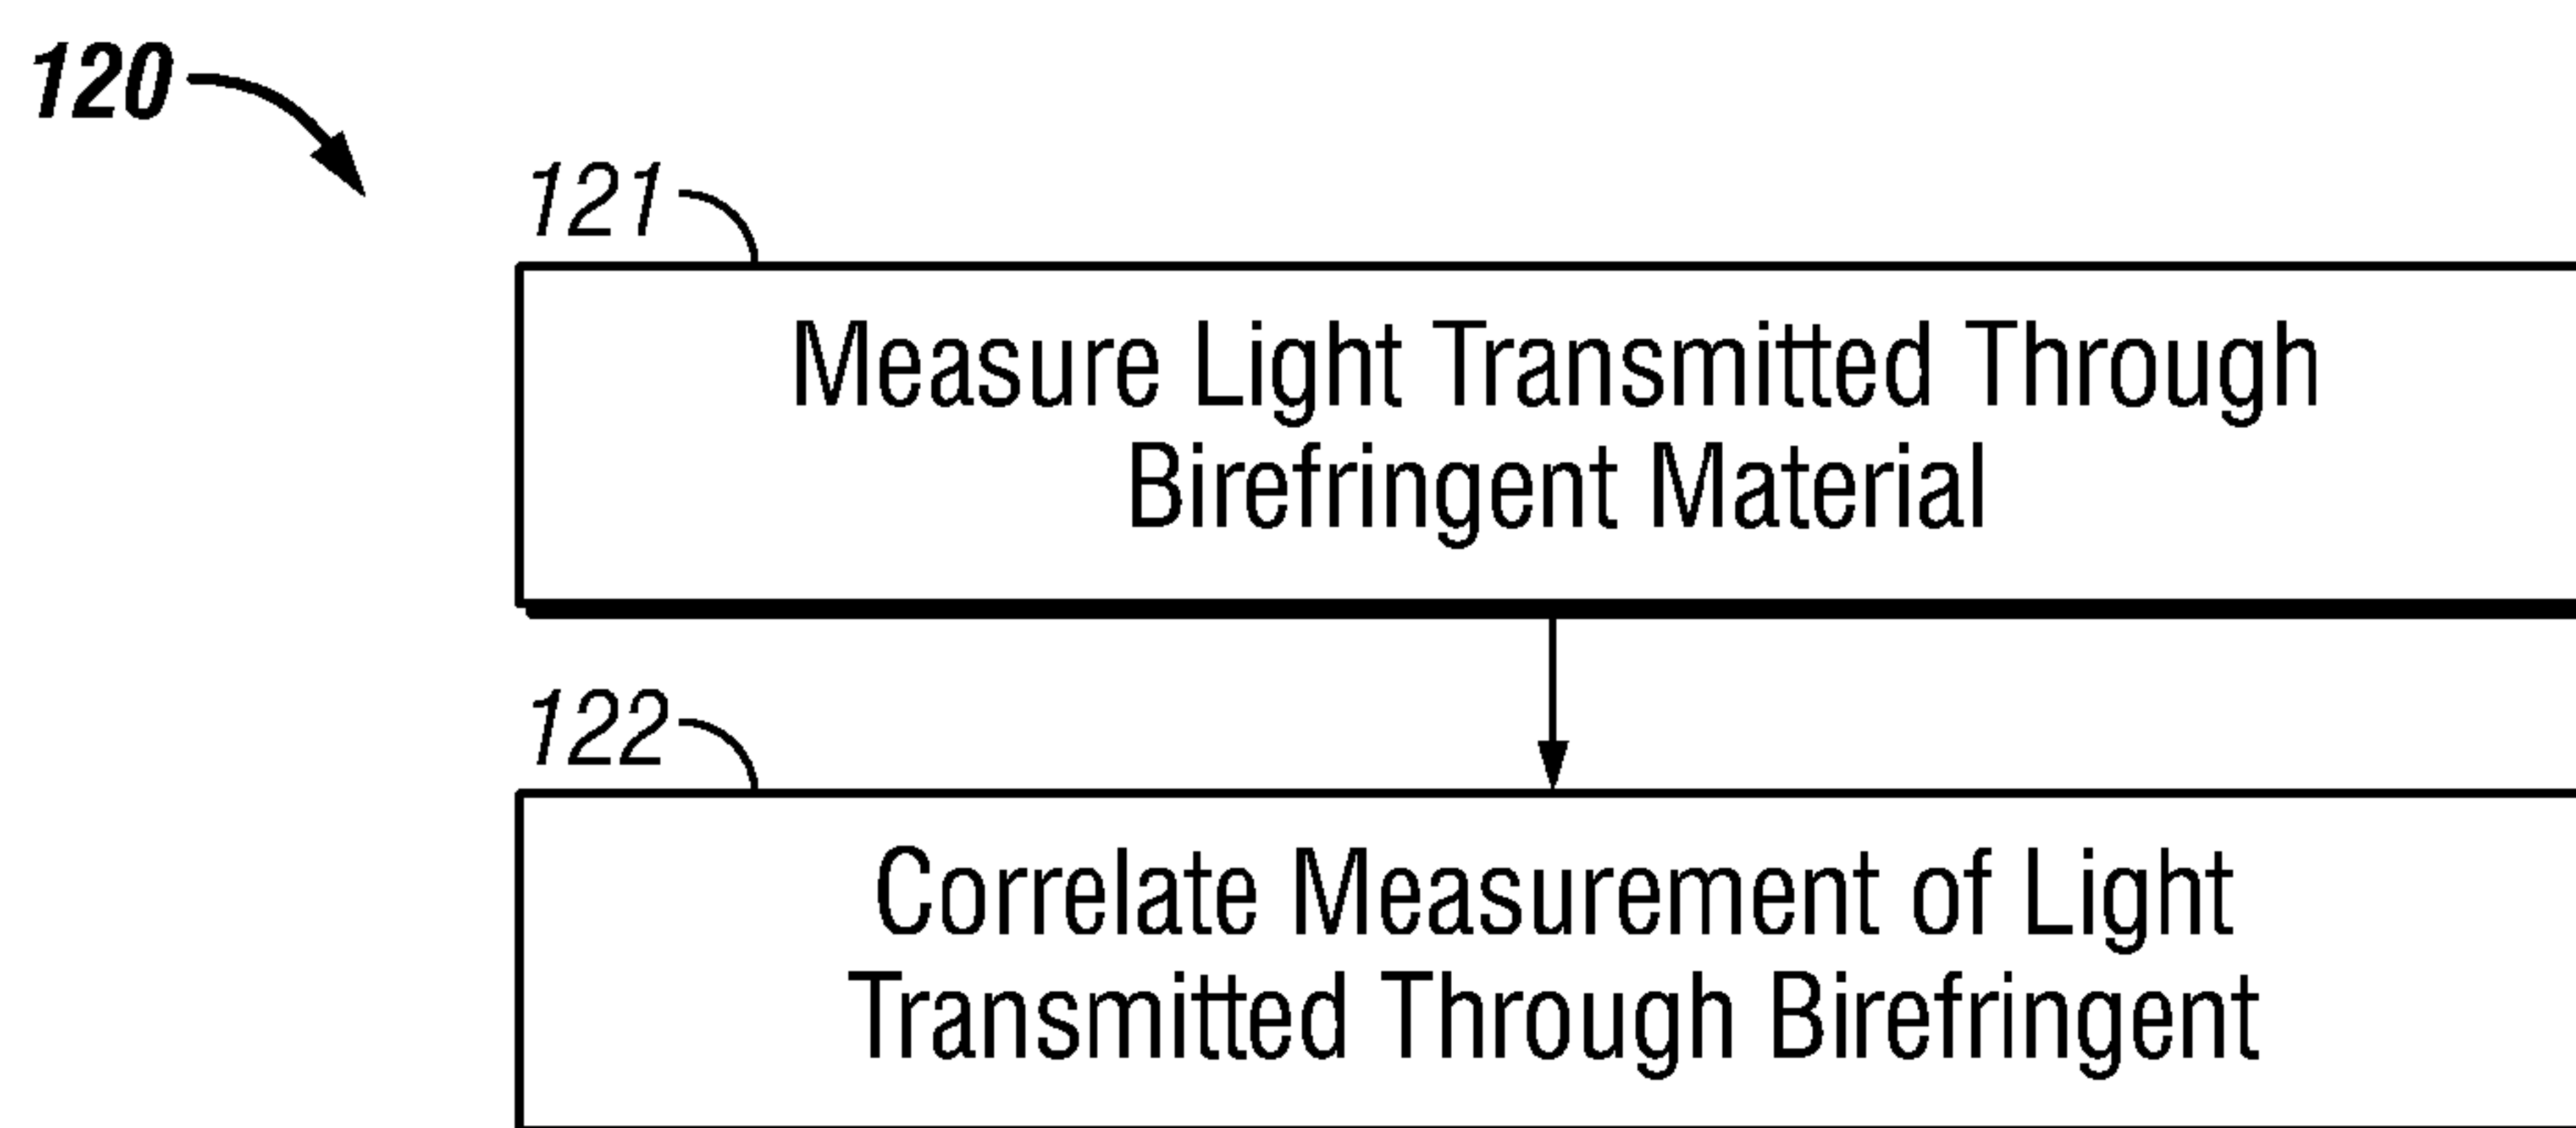 120
121
Measure Light Transmitted Through
Birefringent Material
122
Correlate Measurement of Light
Transmitted Through Birefringent